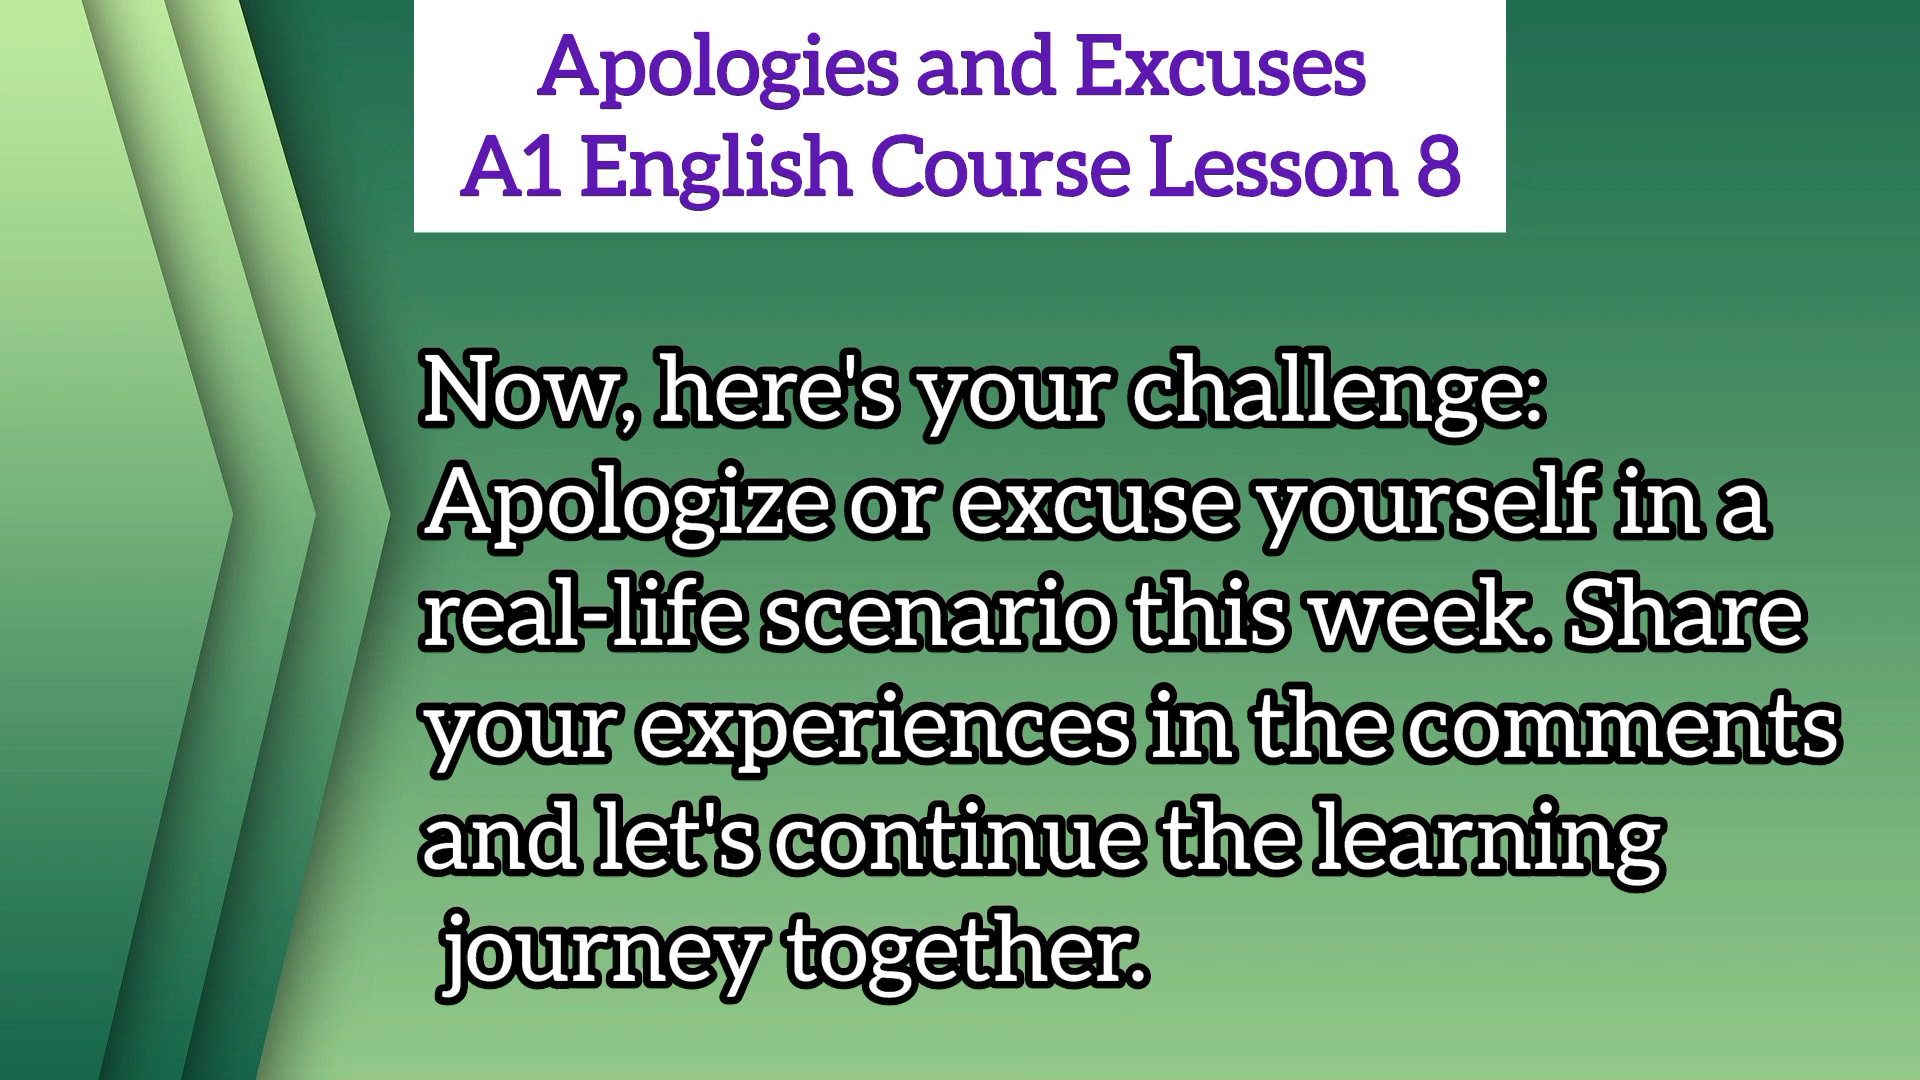 Apologies and Excuses
A1 English Course Lesson 8
Now, here's your challenge:
Apologize or excuse yourself in a
real-life scenario this week. Share
your experiences in the comments
and let's continue the learning
journey together.